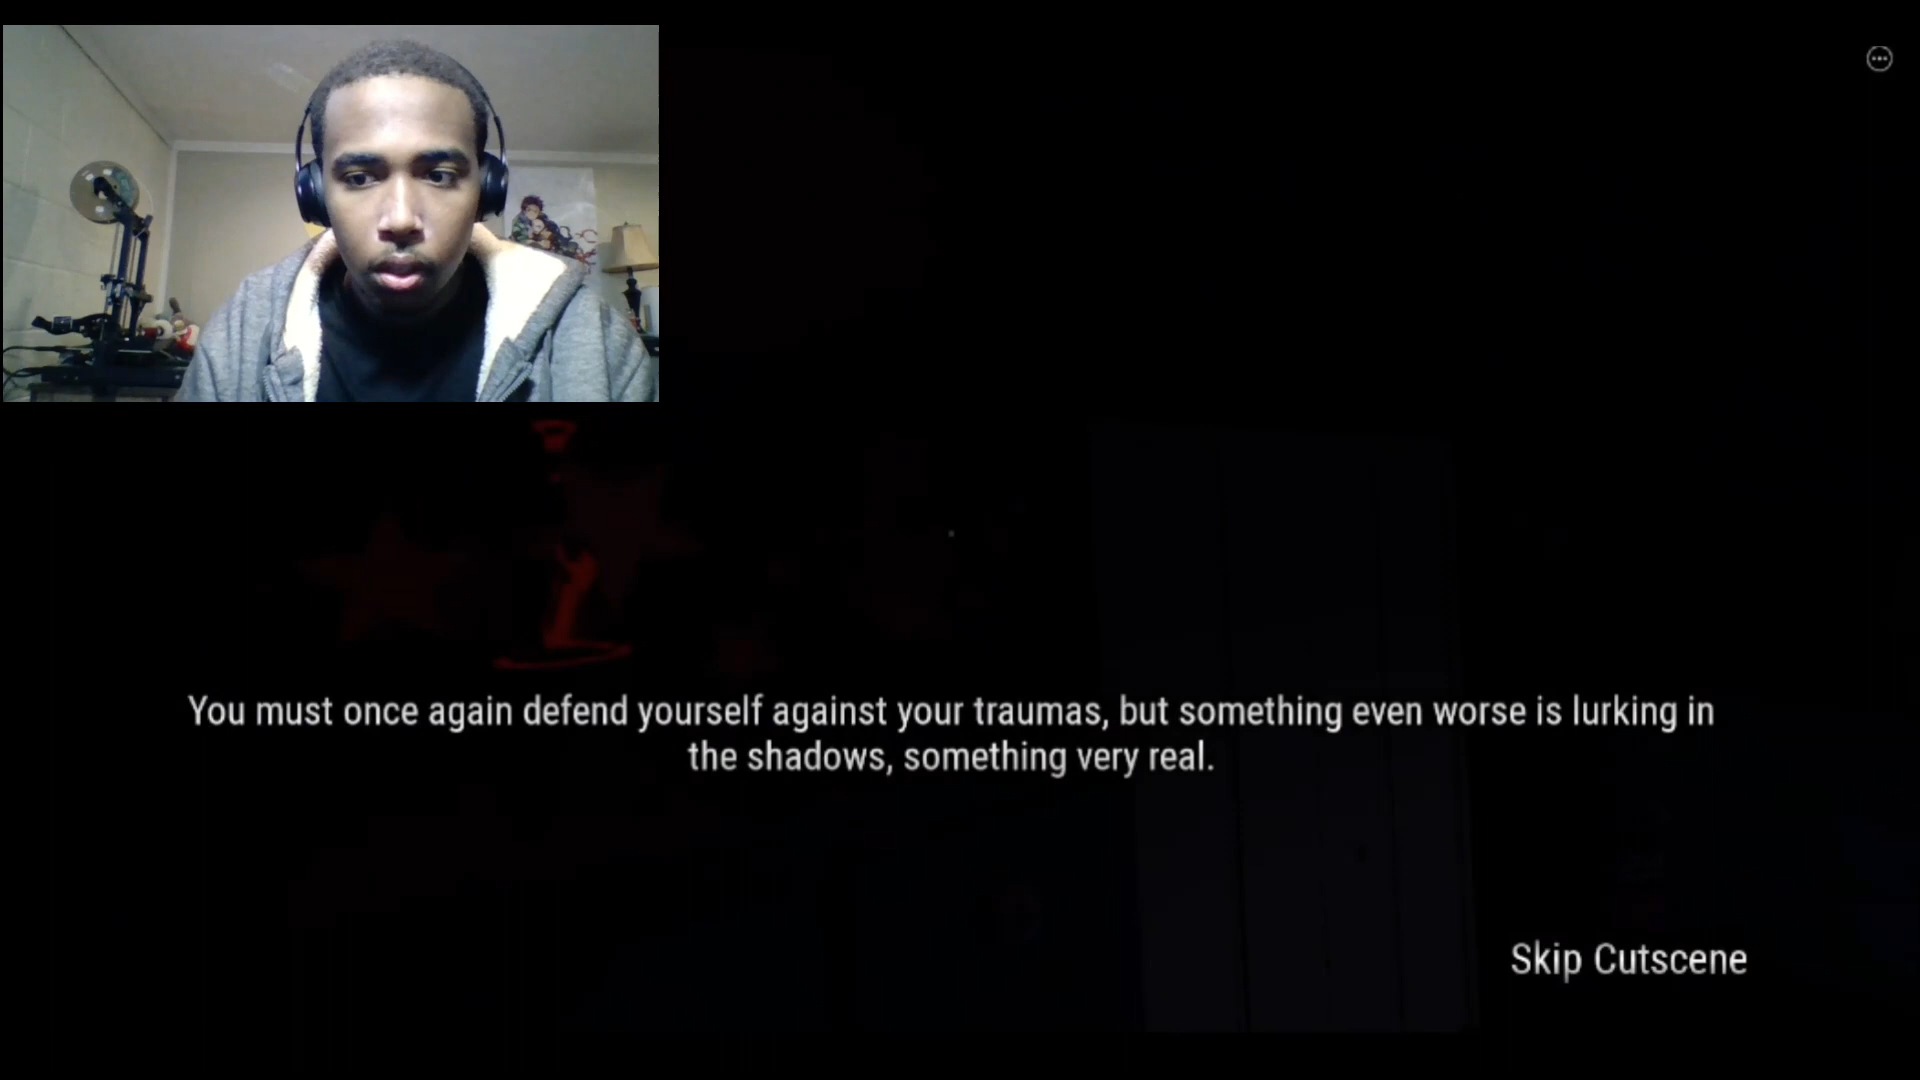 You must once again defend yourself against your traumas, but something even worse is lurking in
the shadows, something very real.
Skip Cutscene